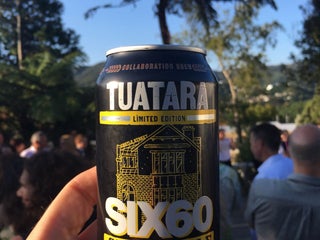 COLLABORATION BREW
TUATARA
LIMITED EDITION
SIX60